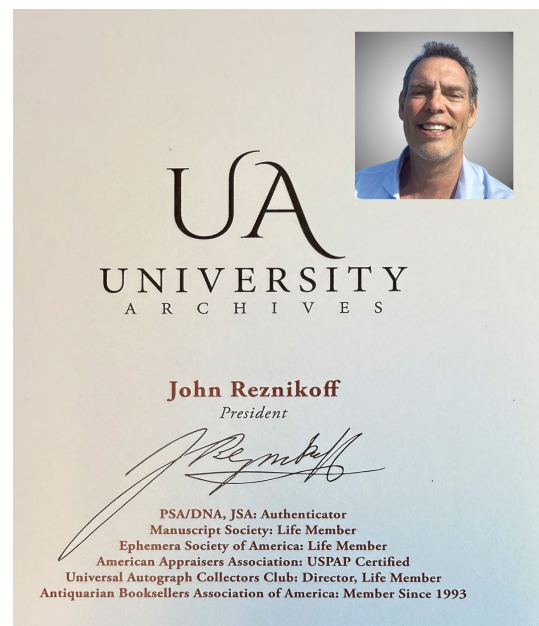 UA
UNIVERSITY
ARCHIVES
John Reznikoff
President
J Reznikoff
PSA/DNA, JSA: Authenticator
Manuscript Society: Life Member
Ephemera Society of America: Life Member
American Appraisers Association: USPAP Certified
Universal Autograph Collectors Club: Director, Life Member
Antiquarian Booksellers Association of America: Member Since 1993